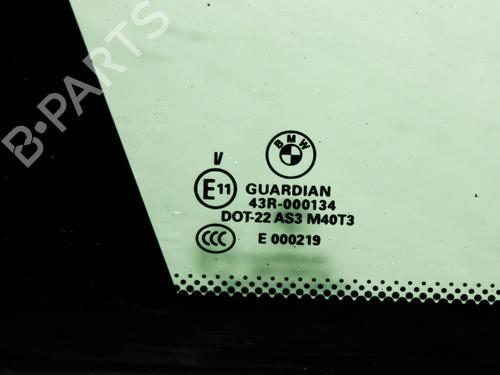 B-PARTS
BMW
V
E11
GUARDIAN
43R-000134
DOT-22 AS3 M40T3
CCC
E 000219